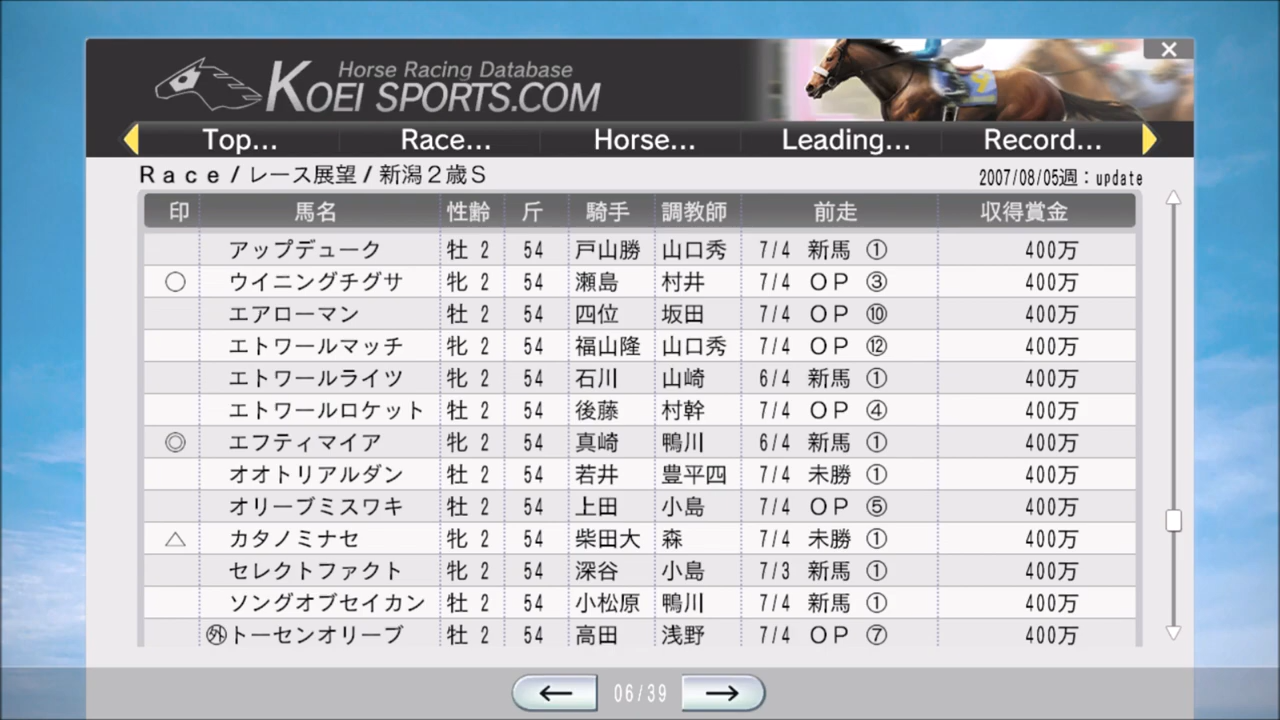 Horse Racing Database
KOEI SPORTS.COM
Top... Race... Horse... Leading... Record...
Race/レース展望/新潟2歳S 2007/08/05週:update
印 馬名 性齢 斤 騎手 調教師 前走 収得賞金
アップデューク 牡 2 54 戸山勝 山口秀 7/4 新馬 ① 400万
○ ウイニングチグサ 牝 2 54 瀬島 村井 7/4 OP ③ 400万
エアローマン 牡 2 54 四位 坂田 7/4 OP ⑩ 400万
エトワールマッチ 牝 2 54 福山隆 山口秀 7/4 OP ⑫ 400万
エトワールライツ 牝 2 54 石川 山崎 6/4 新馬 ① 400万
エトワールロケット 牡 2 54 後藤 村幹 7/4 OP ④ 400万
◎ エフティマイア 牝 2 54 真崎 鴨川 6/4 新馬 ① 400万
オオトリアルダン 牡 2 54 若井 豊平四 7/4 未勝 ① 400万
オリーブミスワキ 牡 2 54 上田 小島 7/4 OP ⑤ 400万
△ カタノミナセ 牝 2 54 柴田大 森 7/4 未勝 ① 400万
セレクトファクト 牝 2 54 深谷 小島 7/3 新馬 ① 400万
ソングオブセイカン 牡 2 54 小松原 鴨川 7/4 新馬 ① 400万
㊕トーセンオリーブ 牡 2 54 高田 浅野 7/4 OP ⑦ 400万
← 06/39 →